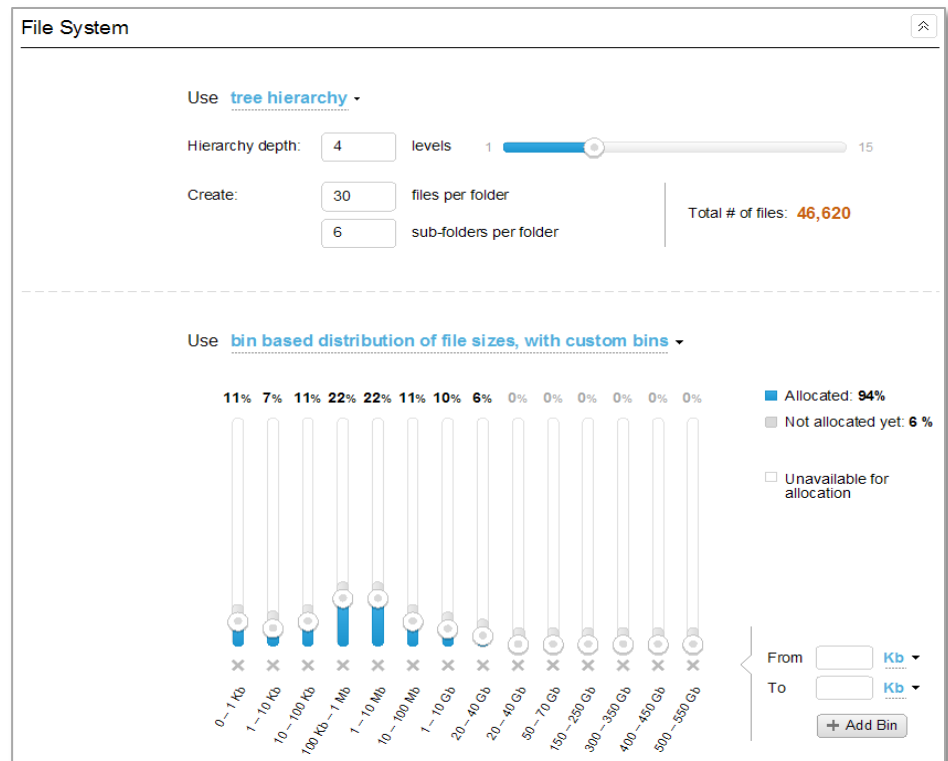 File System
Use tree hierarchy
Hierarchy depth: 4 levels 1 15
Create: 30 files per folder
6 sub-folders per folder
Total # of files: 46,620
Use bin based distribution of file sizes, with custom bins
11% 7% 11% 22% 22% 11% 10% 6% 0% 0% 0% 0% 0% 0%
Allocated: 94%
Not allocated yet: 6 %
Unavailable for
allocation
0 – 1 Kb
1 – 10 Kb
10 – 100 Kb
100 Kb – 1 Mb
1 – 10 Mb
10 – 100 Mb
1 – 10 Gb
20 – 40 Gb
20 – 40 Gb
50 – 70 Gb
150 – 250 Gb
300 – 350 Gb
400 – 450 Gb
500 – 550 Gb
From Kb
To Kb
+ Add Bin